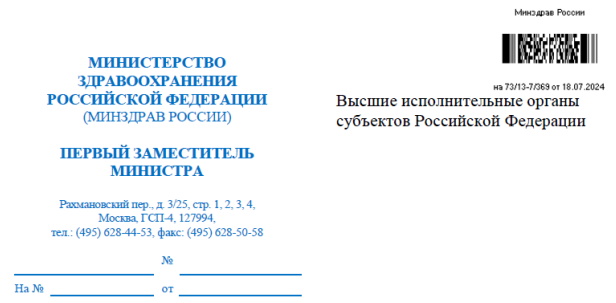 Минздрав России
на 73/13-7/369 от 18.07.2024
МИНИСТЕРСТВО
ЗДРАВООХРАНЕНИЯ
РОССИЙСКОЙ ФЕДЕРАЦИИ
(МИНЗДРАВ РОССИИ)
ПЕРВЫЙ ЗАМЕСТИТЕЛЬ
МИНИСТРА
Рахмановский пер., д. 3/25, стр. 1, 2, 3, 4,
Москва, ГСП-4, 127994,
тел.: (495) 628-44-53, факс: (495) 628-50-58
№
На № от
Высшие исполнительные органы
субъектов Российской Федерации